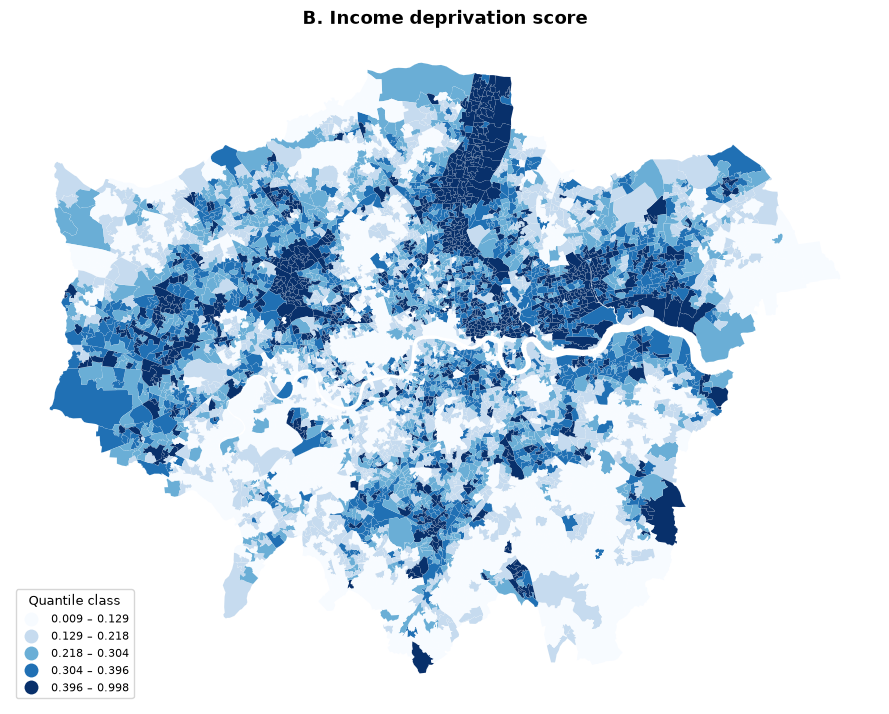 B. Income deprivation score
Quantile class
0.009 – 0.129
0.129 – 0.218
0.218 – 0.304
0.304 – 0.396
0.396 – 0.998